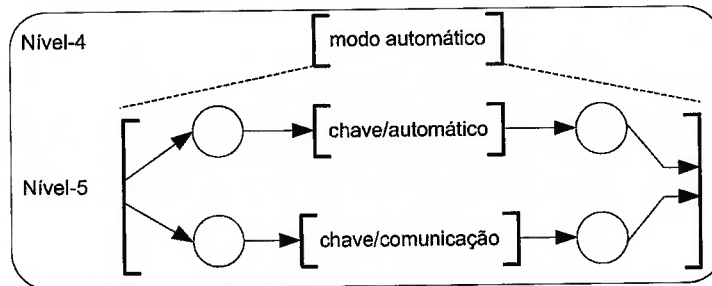 Nível-4
modo automático
chave/automático
Nível-5
chave/comunicação